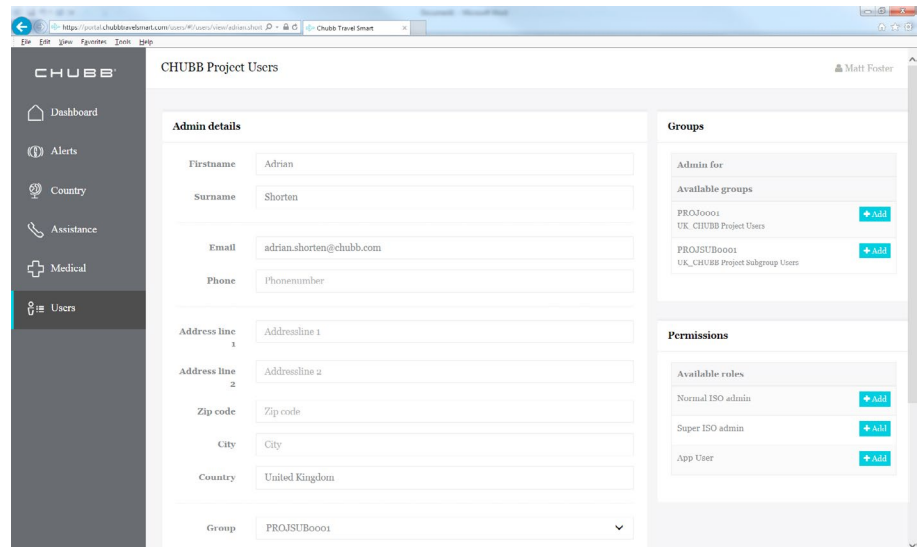 https://portal.chubbtravelsmart.com/users/#!/users/view/adrian.short
Chubb Travel Smart
File Edit View Favorites Tools Help
CHUBB
CHUBB Project Users
Matt Foster
Dashboard
Alerts
Country
Assistance
Medical
Users
Admin details
Firstname
Adrian
Surname
Shorten
Email
adrian.shorten@chubb.com
Phone
Phonenumber
Address line
1
Addressline 1
Address line
2
Addressline 2
Zip code
Zip code
City
City
Country
United Kingdom
Group
PROJSUB0001
Groups
Admin for
Available groups
PROJ0001
UK_CHUBB Project Users
+ Add
PROJSUB0001
UK_CHUBB Project Subgroup Users
+ Add
Permissions
Available roles
Normal ISO admin
+ Add
Super ISO admin
+ Add
App User
+ Add